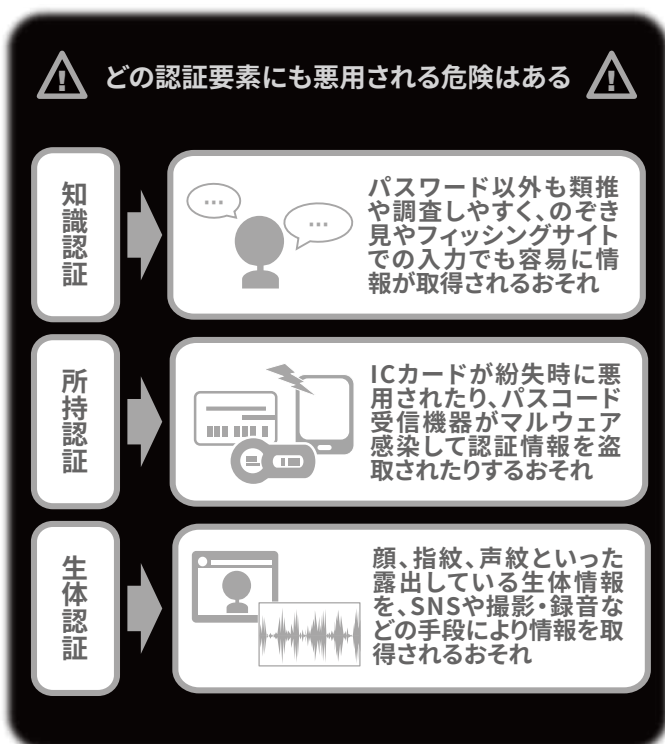 どの認証要素にも悪用される危険はある
知識認証
パスワード以外も類推
や調査しやすく、のぞき
見やフィッシングサイト
での入力でも容易に情
報が取得されるおそれ
所持認証
ICカードが紛失時に悪
用されたり、パスコード
受信機器がマルウェア
感染して認証情報を盗
取されたりするおそれ
生体認証
顔、指紋、声紋といった
露出している生体情報
を、SNSや撮影・録音な
どの手段により情報を取
得されるおそれ